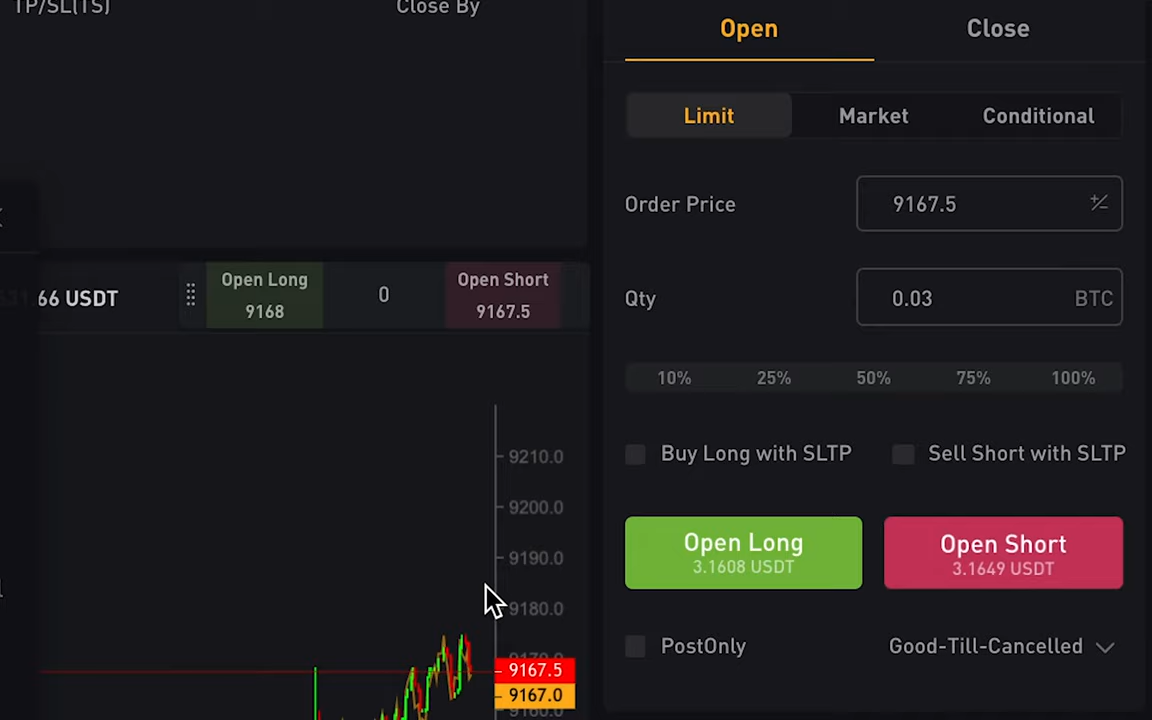 TP/SL(TS)
Close By
Open
Close
Limit
Market
Conditional
Order Price
9167.5
Qty
0.03
BTC
66 USDT
Open Long
9168
0
Open Short
9167.5
10%
25%
50%
75%
100%
Buy Long with SLTP
Sell Short with SLTP
Open Long
3.1608 USDT
Open Short
3.1649 USDT
PostOnly
Good-Till-Cancelled
9210.0
9200.0
9190.0
9180.0
9167.5
9167.0